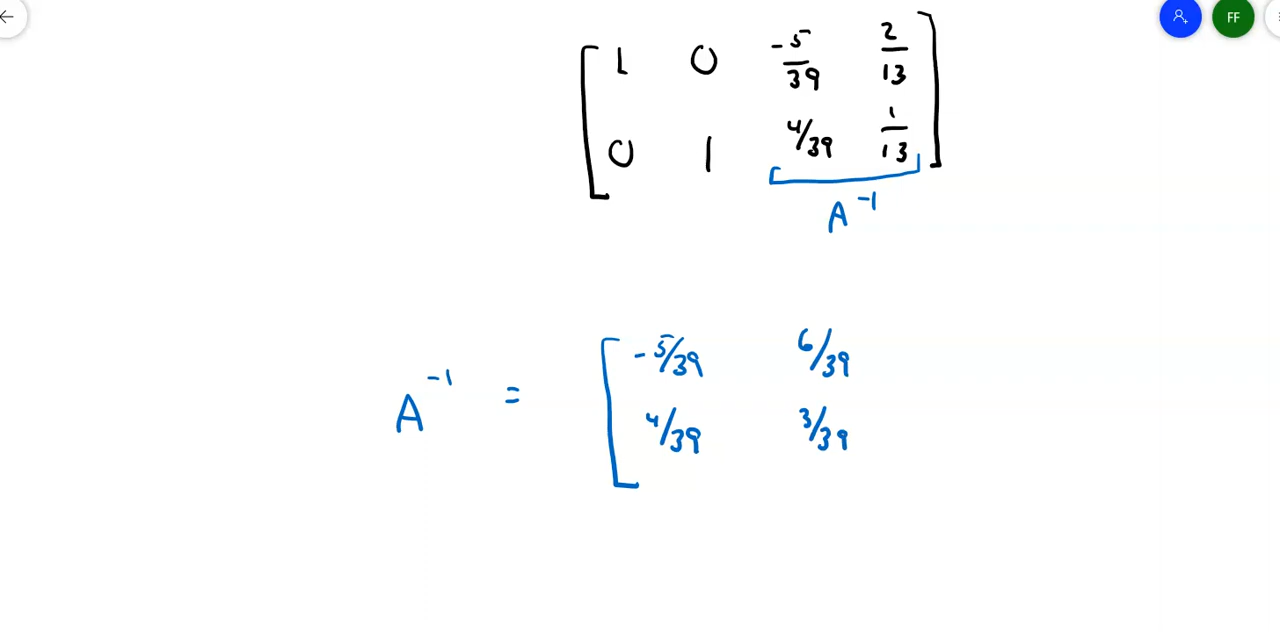 FF
1 0 -5/39 2/13
0 1 4/39 1/13
A⁻¹
A⁻¹ = [ -5/39 6/39
4/39 3/39